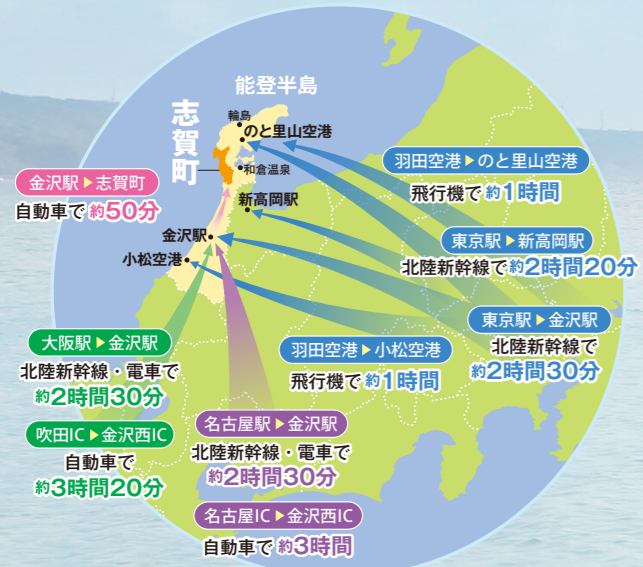 能登半島
輪島
のと里山空港
志賀町
和倉温泉
新高岡駅
金沢駅
小松空港
金沢駅▶志賀町
自動車で約50分
羽田空港▶のと里山空港
飛行機で約1時間
東京駅▶新高岡駅
北陸新幹線で約2時間20分
東京駅▶金沢駅
北陸新幹線で
約2時間30分
羽田空港▶小松空港
飛行機で約1時間
大阪駅▶金沢駅
北陸新幹線・電車で
約2時間30分
吹田IC▶金沢西IC
自動車で
約3時間20分
名古屋駅▶金沢駅
北陸新幹線・電車で
約2時間30分
名古屋IC▶金沢西IC
自動車で約3時間